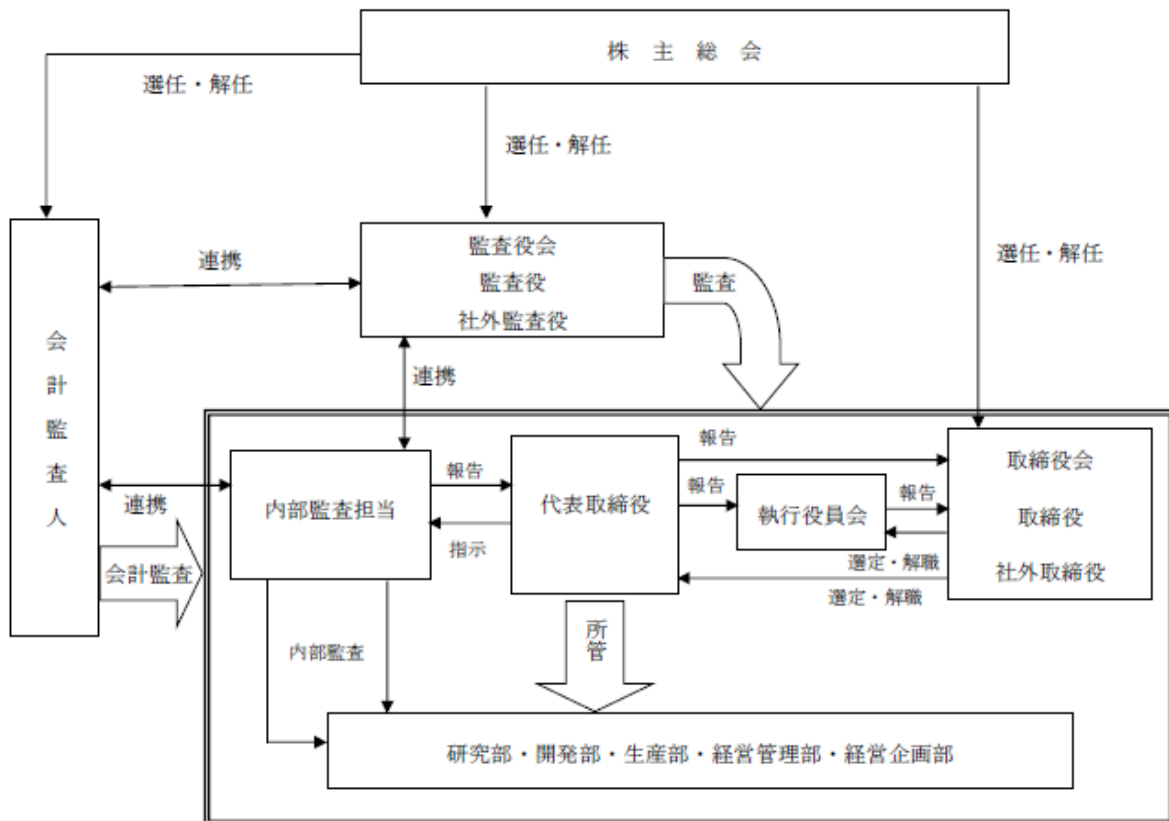 株 主 総 会
選任・解任
選任・解任
選任・解任
監査役会
監査役
社外監査役
連携
監査
会計監査人
連携
連携
会計監査
内部監査担当
報告
指示
代表取締役
報告
報告
執行役員会
報告
選定・解職
選定・解職
取締役会
取締役
社外取締役
内部監査
所管
研究部・開発部・生産部・経営管理部・経営企画部